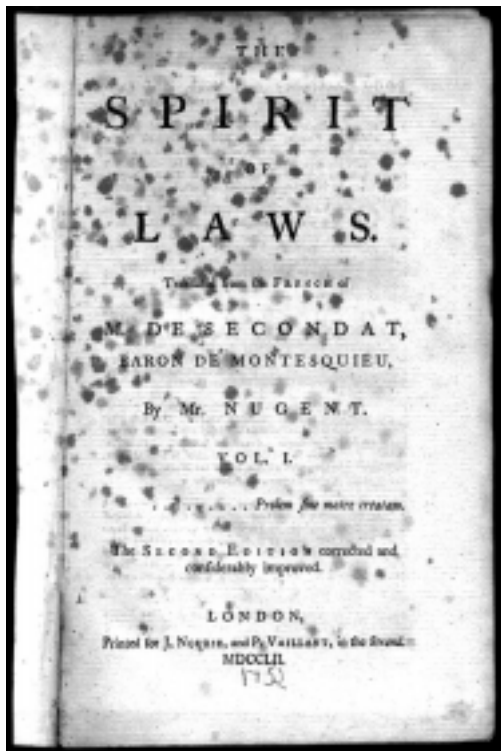 THE
SPIRIT
OF
LAWS.
Translated from the FRENCH of
M. DE SECONDAT,
BARON DE MONTESQUIEU,
By Mr. NUGENT.
VOL. I.
. . . . . . . . . Prolem sine matre creatam.
The SECOND EDITION corrected and
considerably improved.
LONDON,
Printed for J. NOURSE, and P. VAILLANT, in the Strand.
MDCCLII.
1752